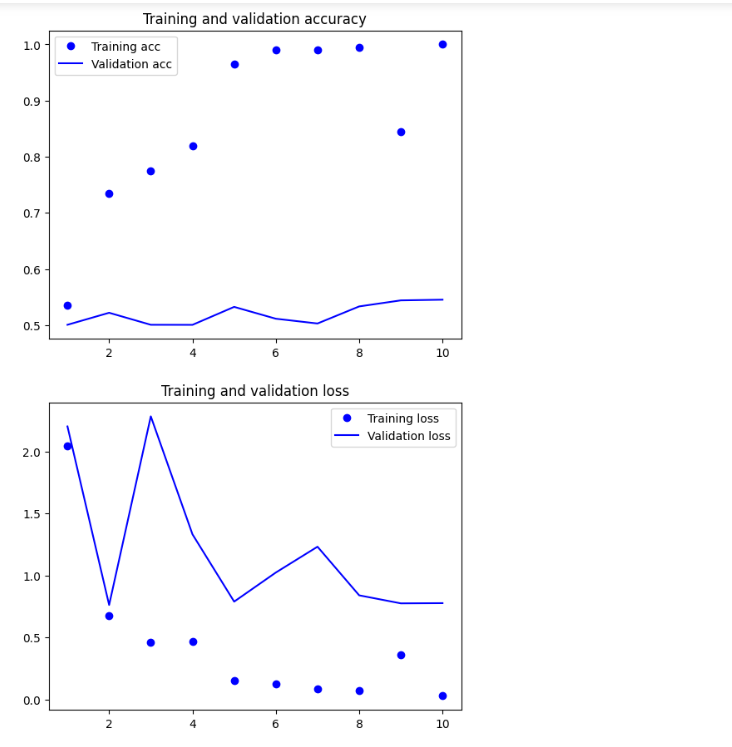 Training and validation accuracy
1.0
Training acc
Validation acc
0.9
0.8
0.7
0.6
0.5
2 4 6 8 10
Training and validation loss
Training loss
Validation loss
2.0
1.5
1.0
0.5
0.0
2 4 6 8 10